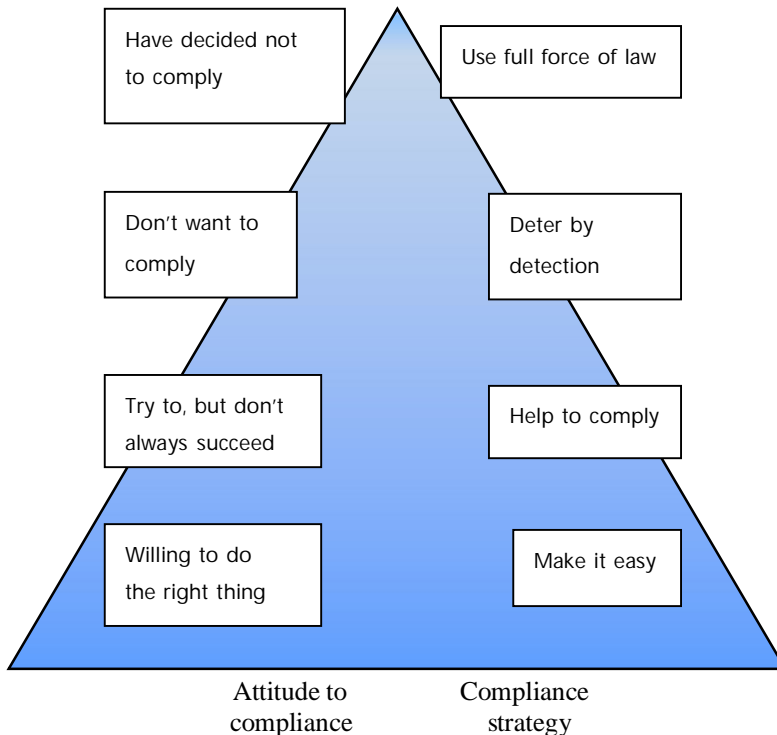 Have decided not
to comply
Use full force of law
Don't want to
comply
Deter by
detection
Try to, but don't
always succeed
Help to comply
Willing to do
the right thing
Make it easy
Attitude to
compliance
Compliance
strategy